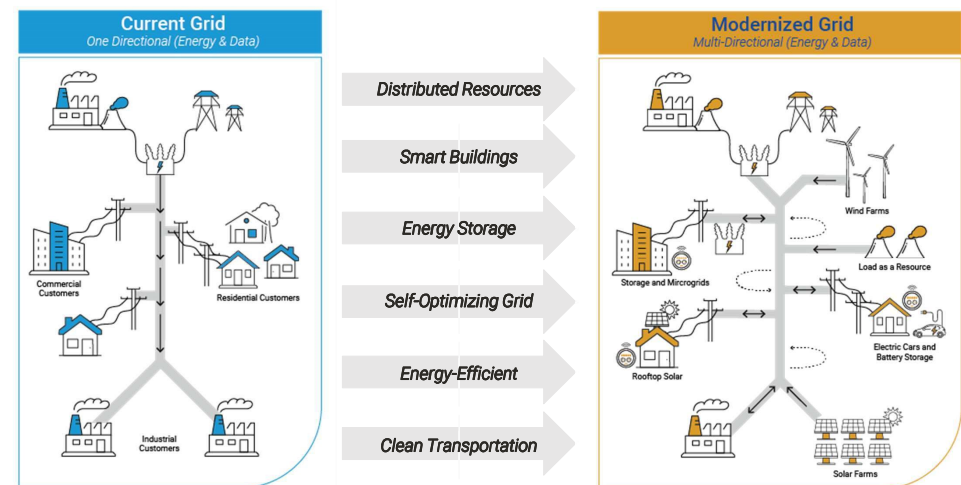 Current Grid
One Directional (Energy & Data)
Commercial
Customers
Residential Customers
Industrial
Customers
Distributed Resources
Smart Buildings
Energy Storage
Self-Optimizing Grid
Energy-Efficient
Clean Transportation
Modernized Grid
Multi-Directional (Energy & Data)
Wind Farms
Load as a Resource
Storage and Mircrogrids
Electric Cars and
Battery Storage
Rooftop Solar
Solar Farms